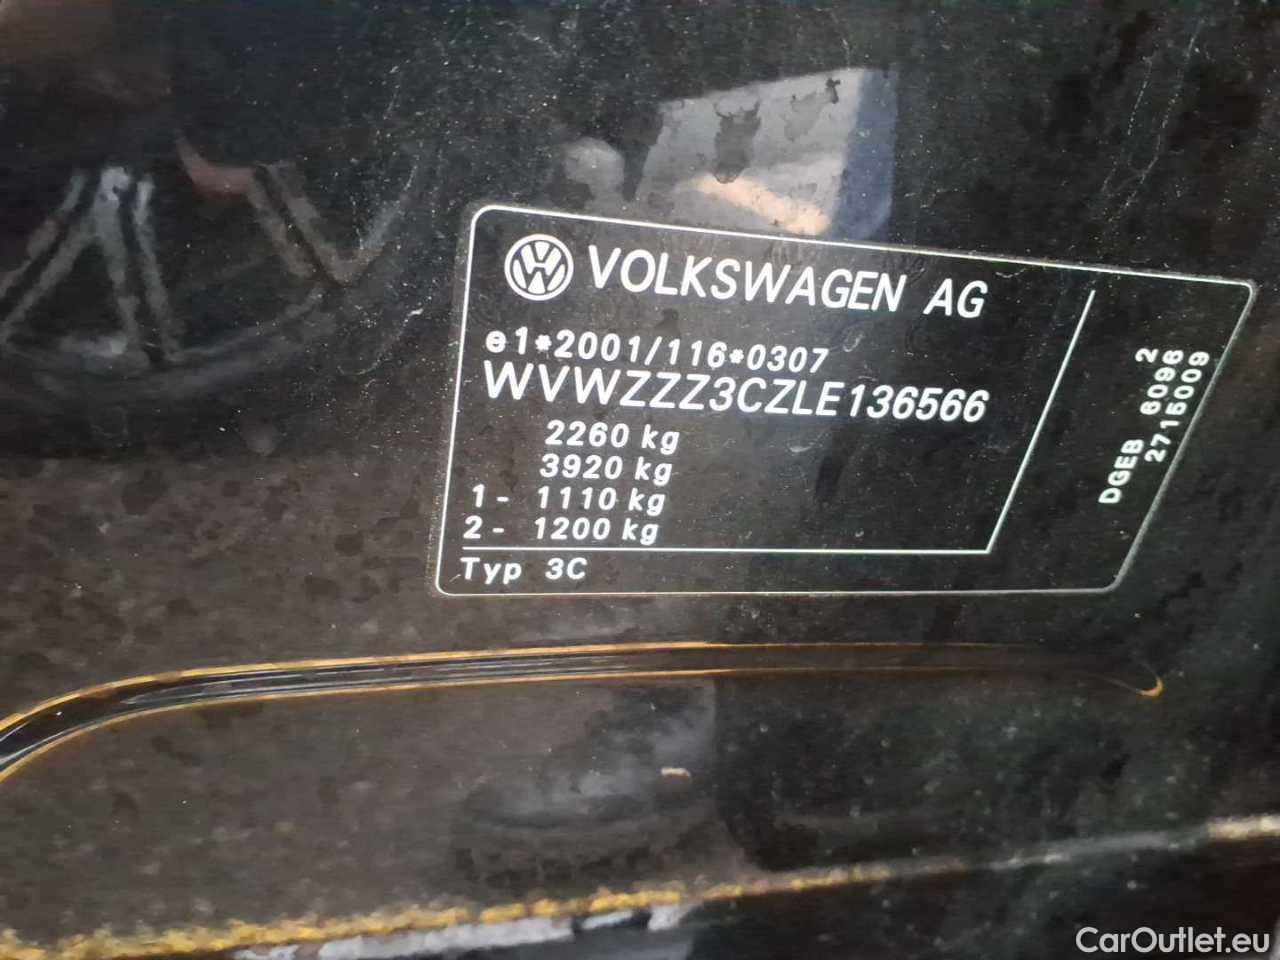 VOLKSWAGEN AG
e1*2001/116*0307
WVWZZZ3CZLE136566
2260 kg
3920 kg
1 - 1110 kg
2 - 1200 kg
Typ 3C
2
DGEB 6096
2715009
CarOutlet.eu